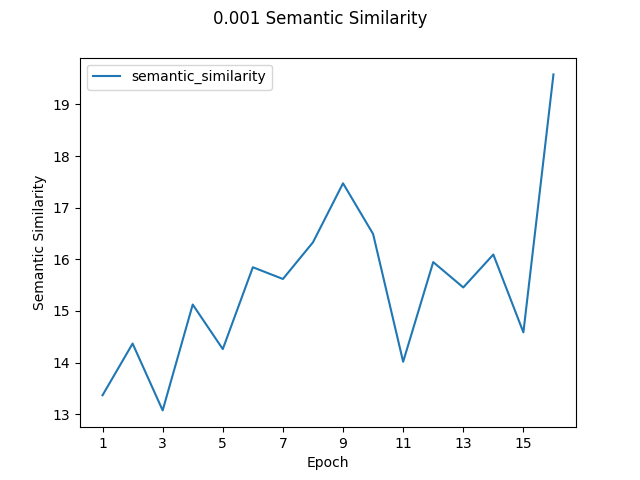 0.001 Semantic Similarity
semantic_similarity
Semantic Similarity
19
18
17
16
15
14
13
1 3 5 7 9 11 13 15
Epoch